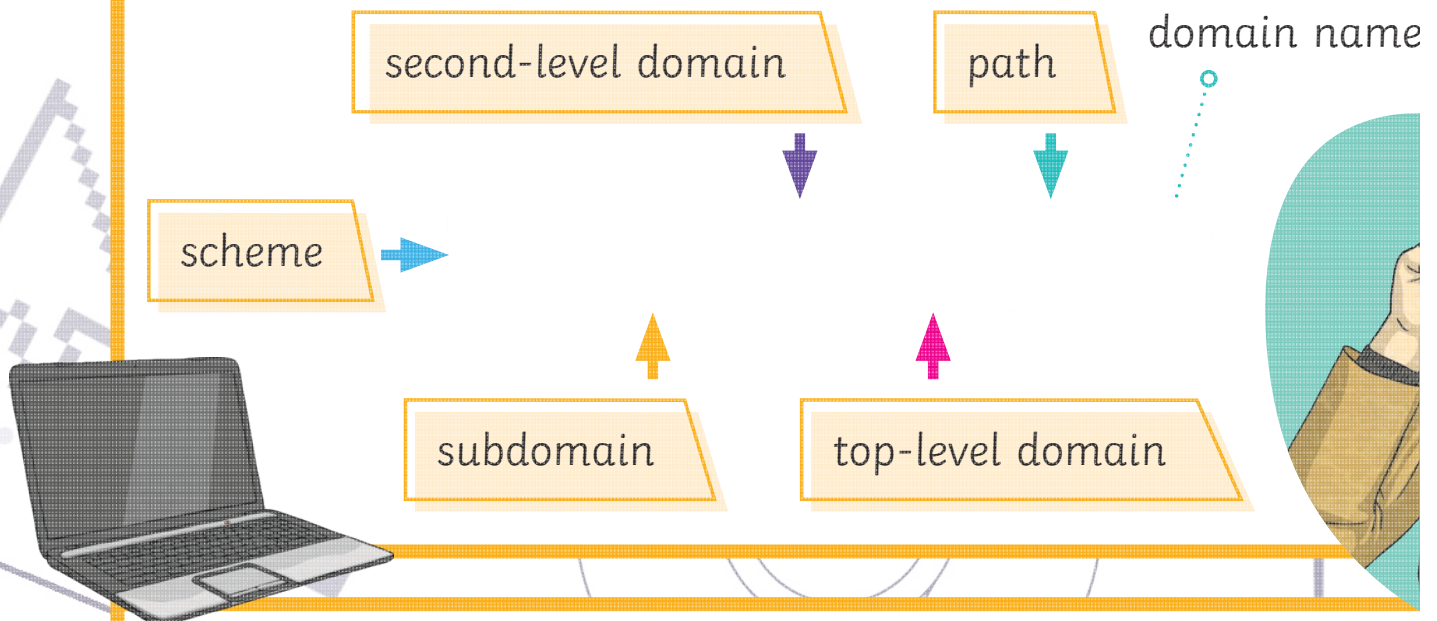 second-level domain
path
domain name
scheme
subdomain
top-level domain